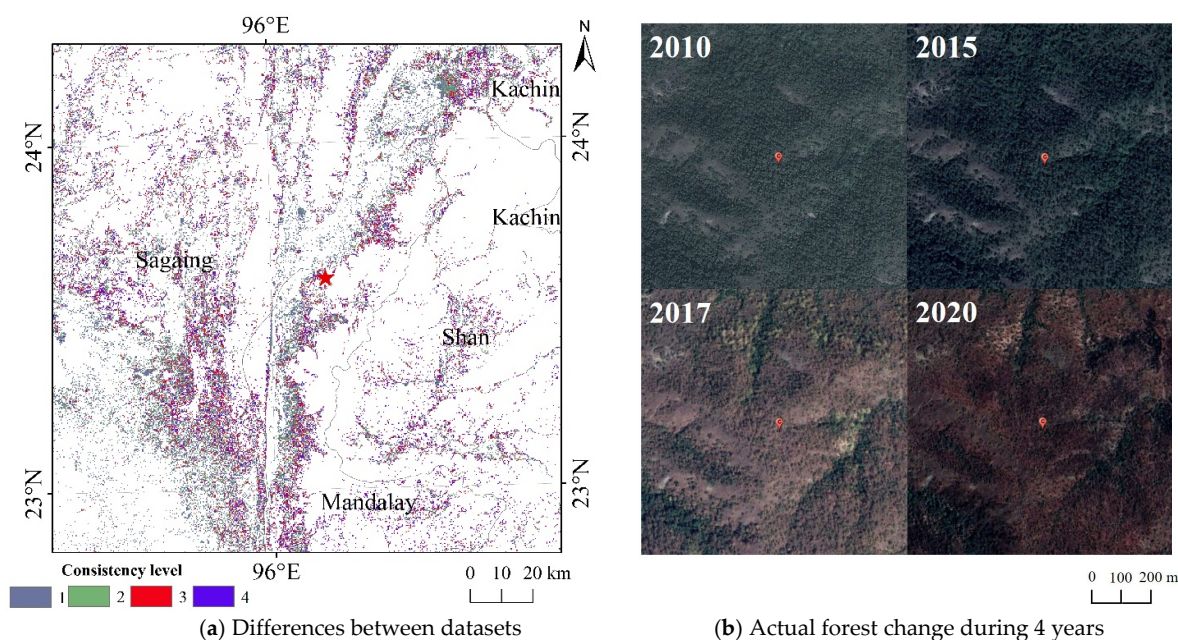 96°E
N
2010
2015
Kachin
24°N
24°N
Kachin
Sagaing
Shan
2017
2020
23°N
23°N
Mandalay
96°E
Consistency level
1 2 3 4
0 10 20 km
0 100 200 m
(a) Differences between datasets
(b) Actual forest change during 4 years